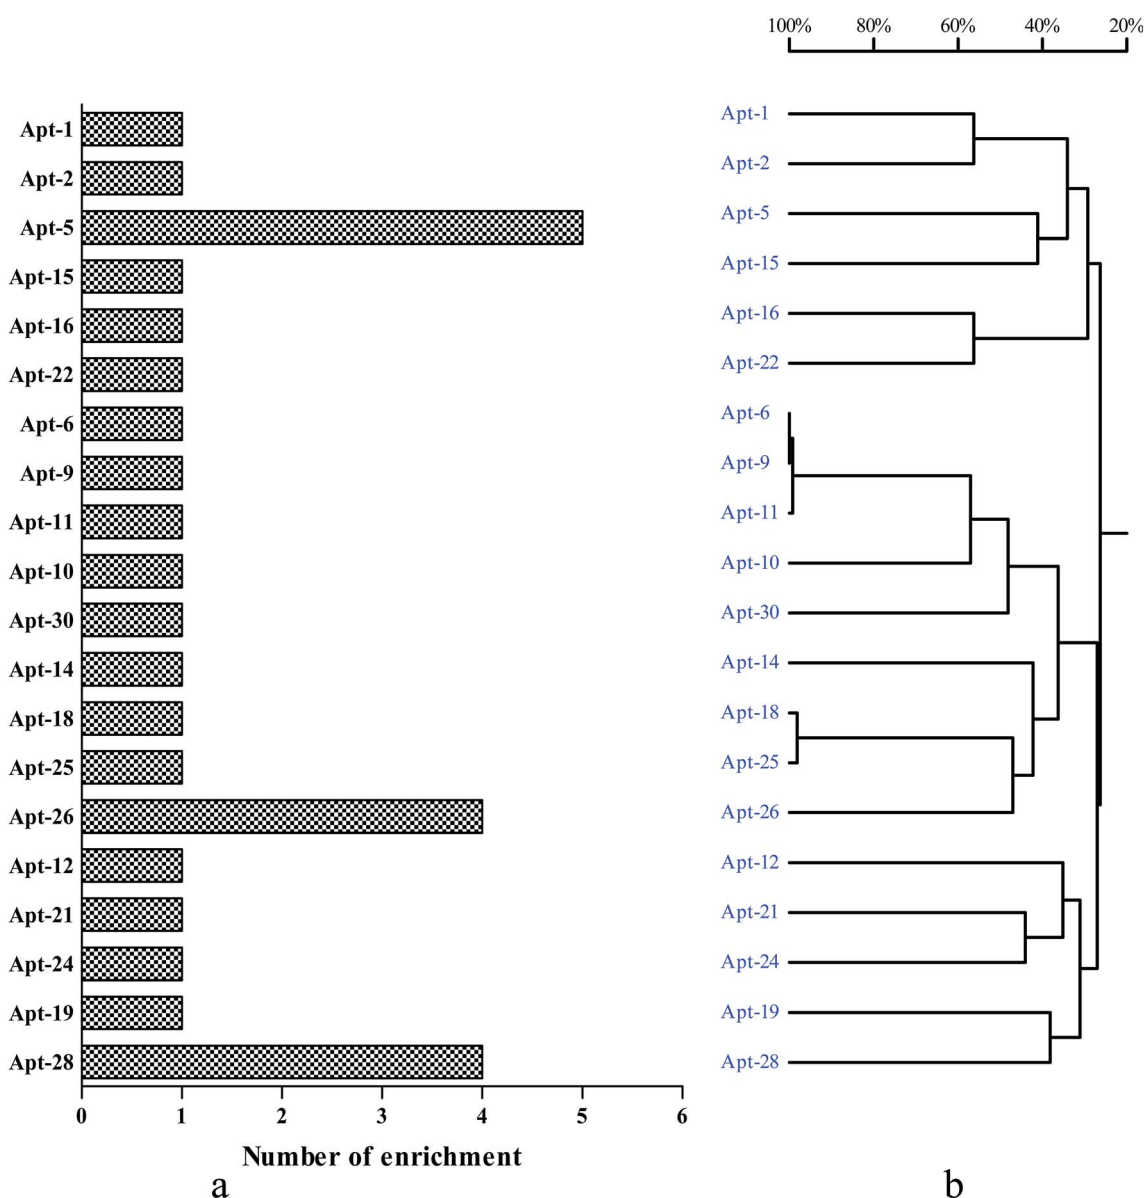 100% 80% 60% 40% 20%
Apt-1
Apt-2
Apt-5
Apt-15
Apt-16
Apt-22
Apt-6
Apt-9
Apt-11
Apt-10
Apt-30
Apt-14
Apt-18
Apt-25
Apt-26
Apt-12
Apt-21
Apt-24
Apt-19
Apt-28
0 1 2 3 4 5 6
Number of enrichment
a
Apt-1
Apt-2
Apt-5
Apt-15
Apt-16
Apt-22
Apt-6
Apt-9
Apt-11
Apt-10
Apt-30
Apt-14
Apt-18
Apt-25
Apt-26
Apt-12
Apt-21
Apt-24
Apt-19
Apt-28
b